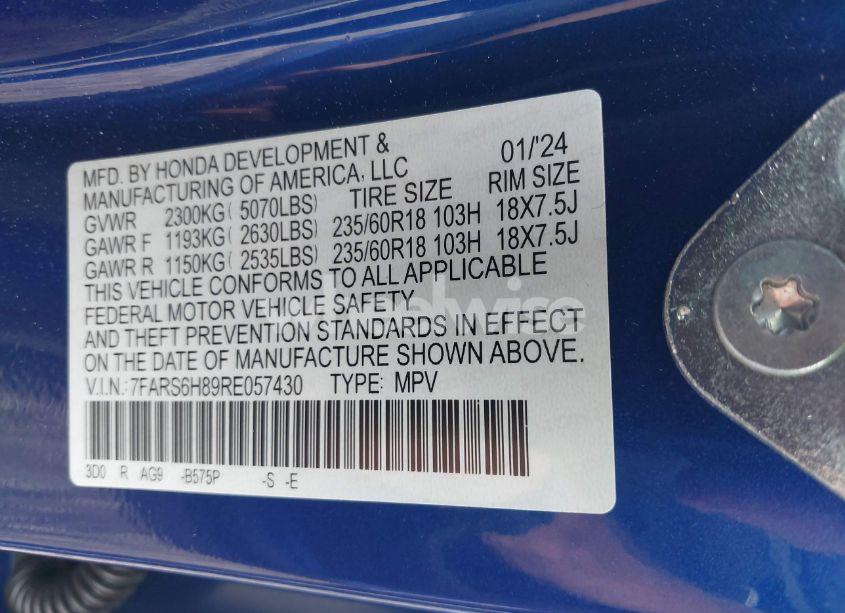 MFD. BY HONDA DEVELOPMENT & 01/'24
MANUFACTURING OF AMERICA, LLC TIRE SIZE RIM SIZE
GVWR 2300KG( 5070LBS)
GAWR F 1193KG( 2630LBS) 235/60R18 103H 18X7.5J
GAWR R 1150KG( 2535LBS) 235/60R18 103H 18X7.5J
THIS VEHICLE CONFORMS TO ALL APPLICABLE
FEDERAL MOTOR VEHICLE SAFETY
AND THEFT PREVENTION STANDARDS IN EFFECT
ON THE DATE OF MANUFACTURE SHOWN ABOVE.
V.I.N.: 7FARS6H89RE057430 TYPE: MPV
3D0 R AG9 -B575P -S -E